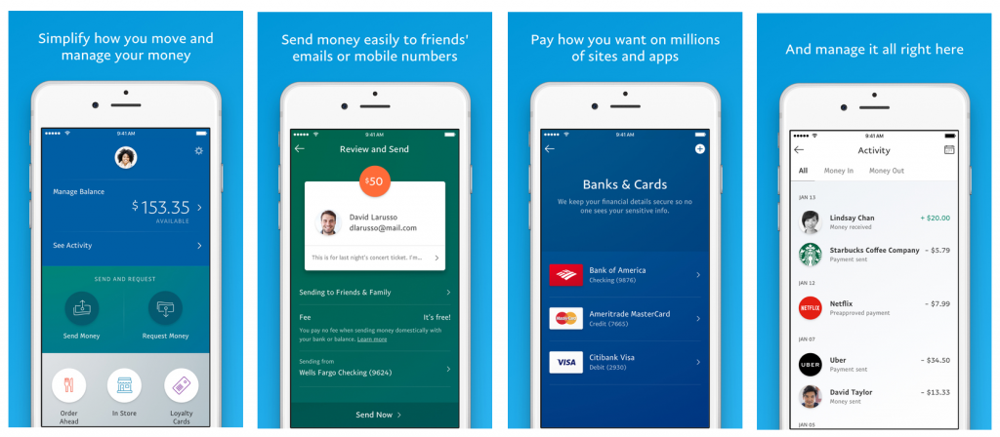 Simplify how you move and
manage your money
9:41 AM
Manage Balance
$153.35
AVAILABLE
See Activity
SEND AND REQUEST
Send Money
Request Money
Order
Ahead
In Store
Loyalty
Cards
Send money easily to friends'
emails or mobile numbers
9:41 AM
Review and Send
$50
David Larusso
dlarusso@mail.com
This is for last night's concert ticket. I'm...
Sending to Friends & Family
Fee
It's free!
You pay no fee when sending money domestically with
your bank or balance. Learn more
Sending from
Wells Fargo Checking (9624)
Send Now
Pay how you want on millions
of sites and apps
9:41 AM
Banks & Cards
We keep your financial details secure so no
one sees your sensitive info.
Bank of America
Checking (9876)
MasterCard
Ameritrade MasterCard
Credit (7665)
VISA
Citibank Visa
Debit (2930)
And manage it all right here
9:41 AM
Activity
All Money In Money Out
JAN 13
Lindsay Chan + $20.00
Money received
Starbucks Coffee Company - $5.79
Payment sent
JAN 12
NETFLIX
Netflix - $7.99
Preapproved payment
JAN 07
UBER
Uber - $34.50
Payment sent
David Taylor - $13.33
Money sent
JAN 05